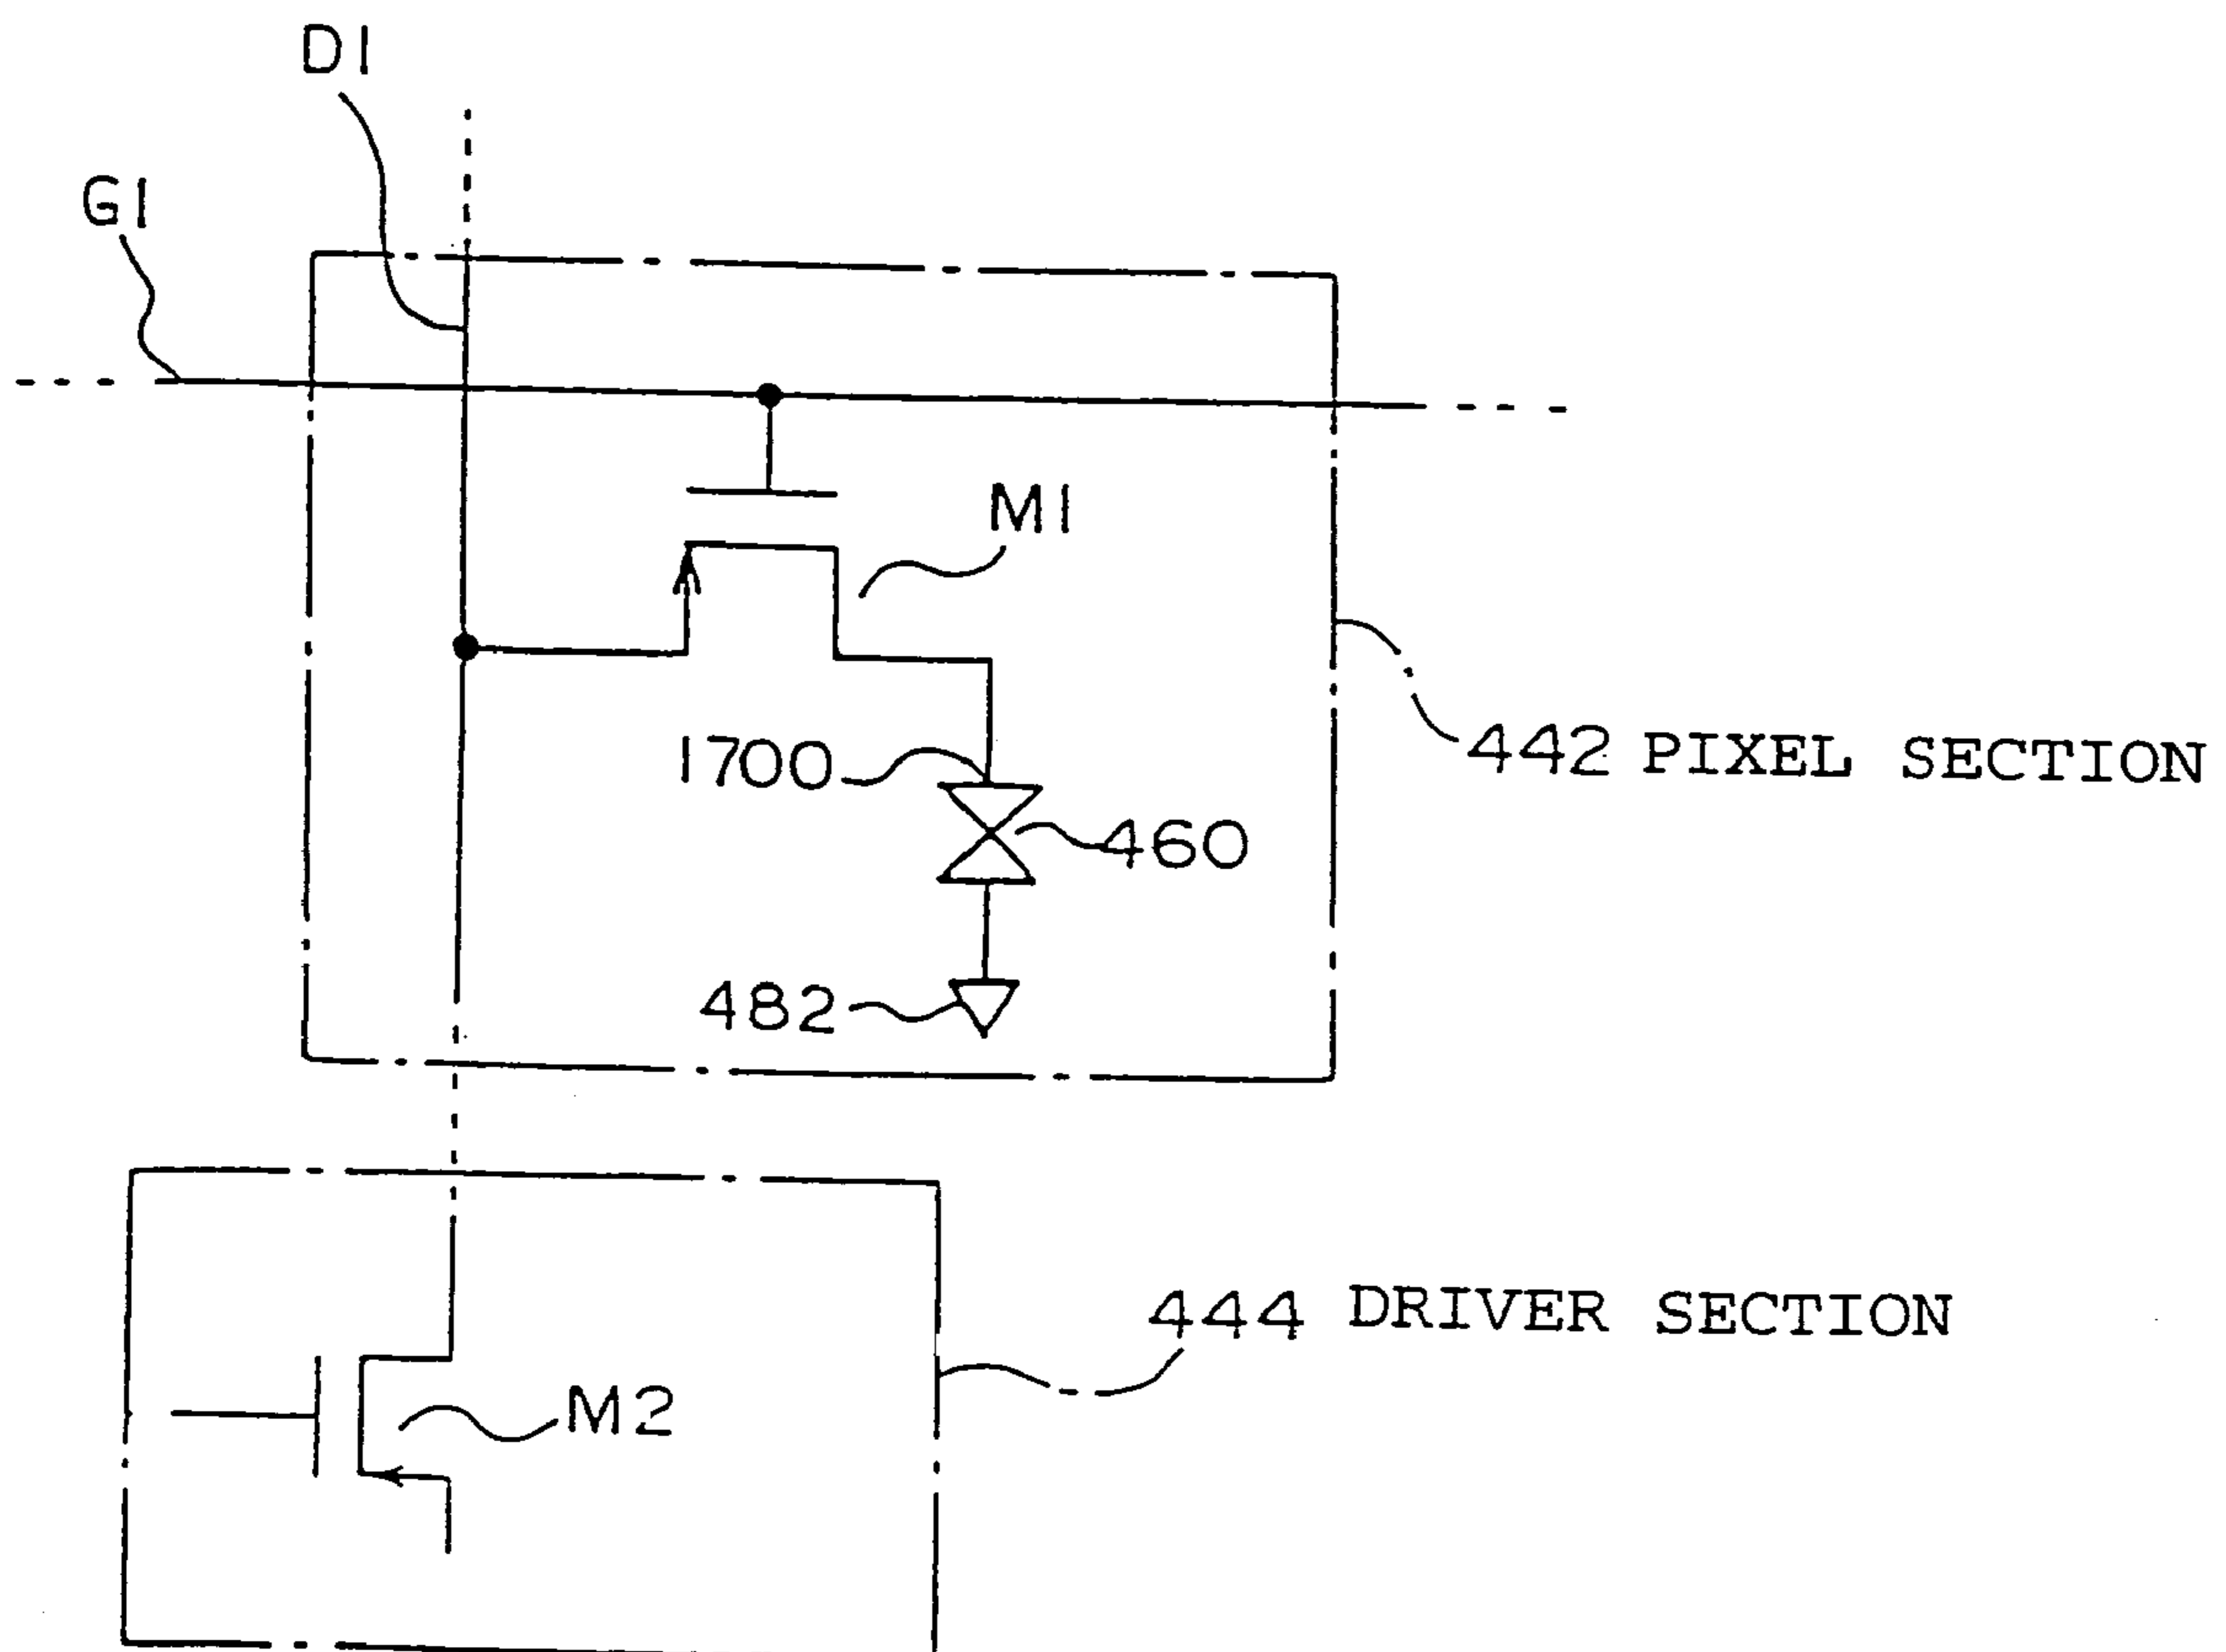 D1
G1
M1
442 PIXEL SECTION
1700
460
482
444 DRIVER SECTION
M2